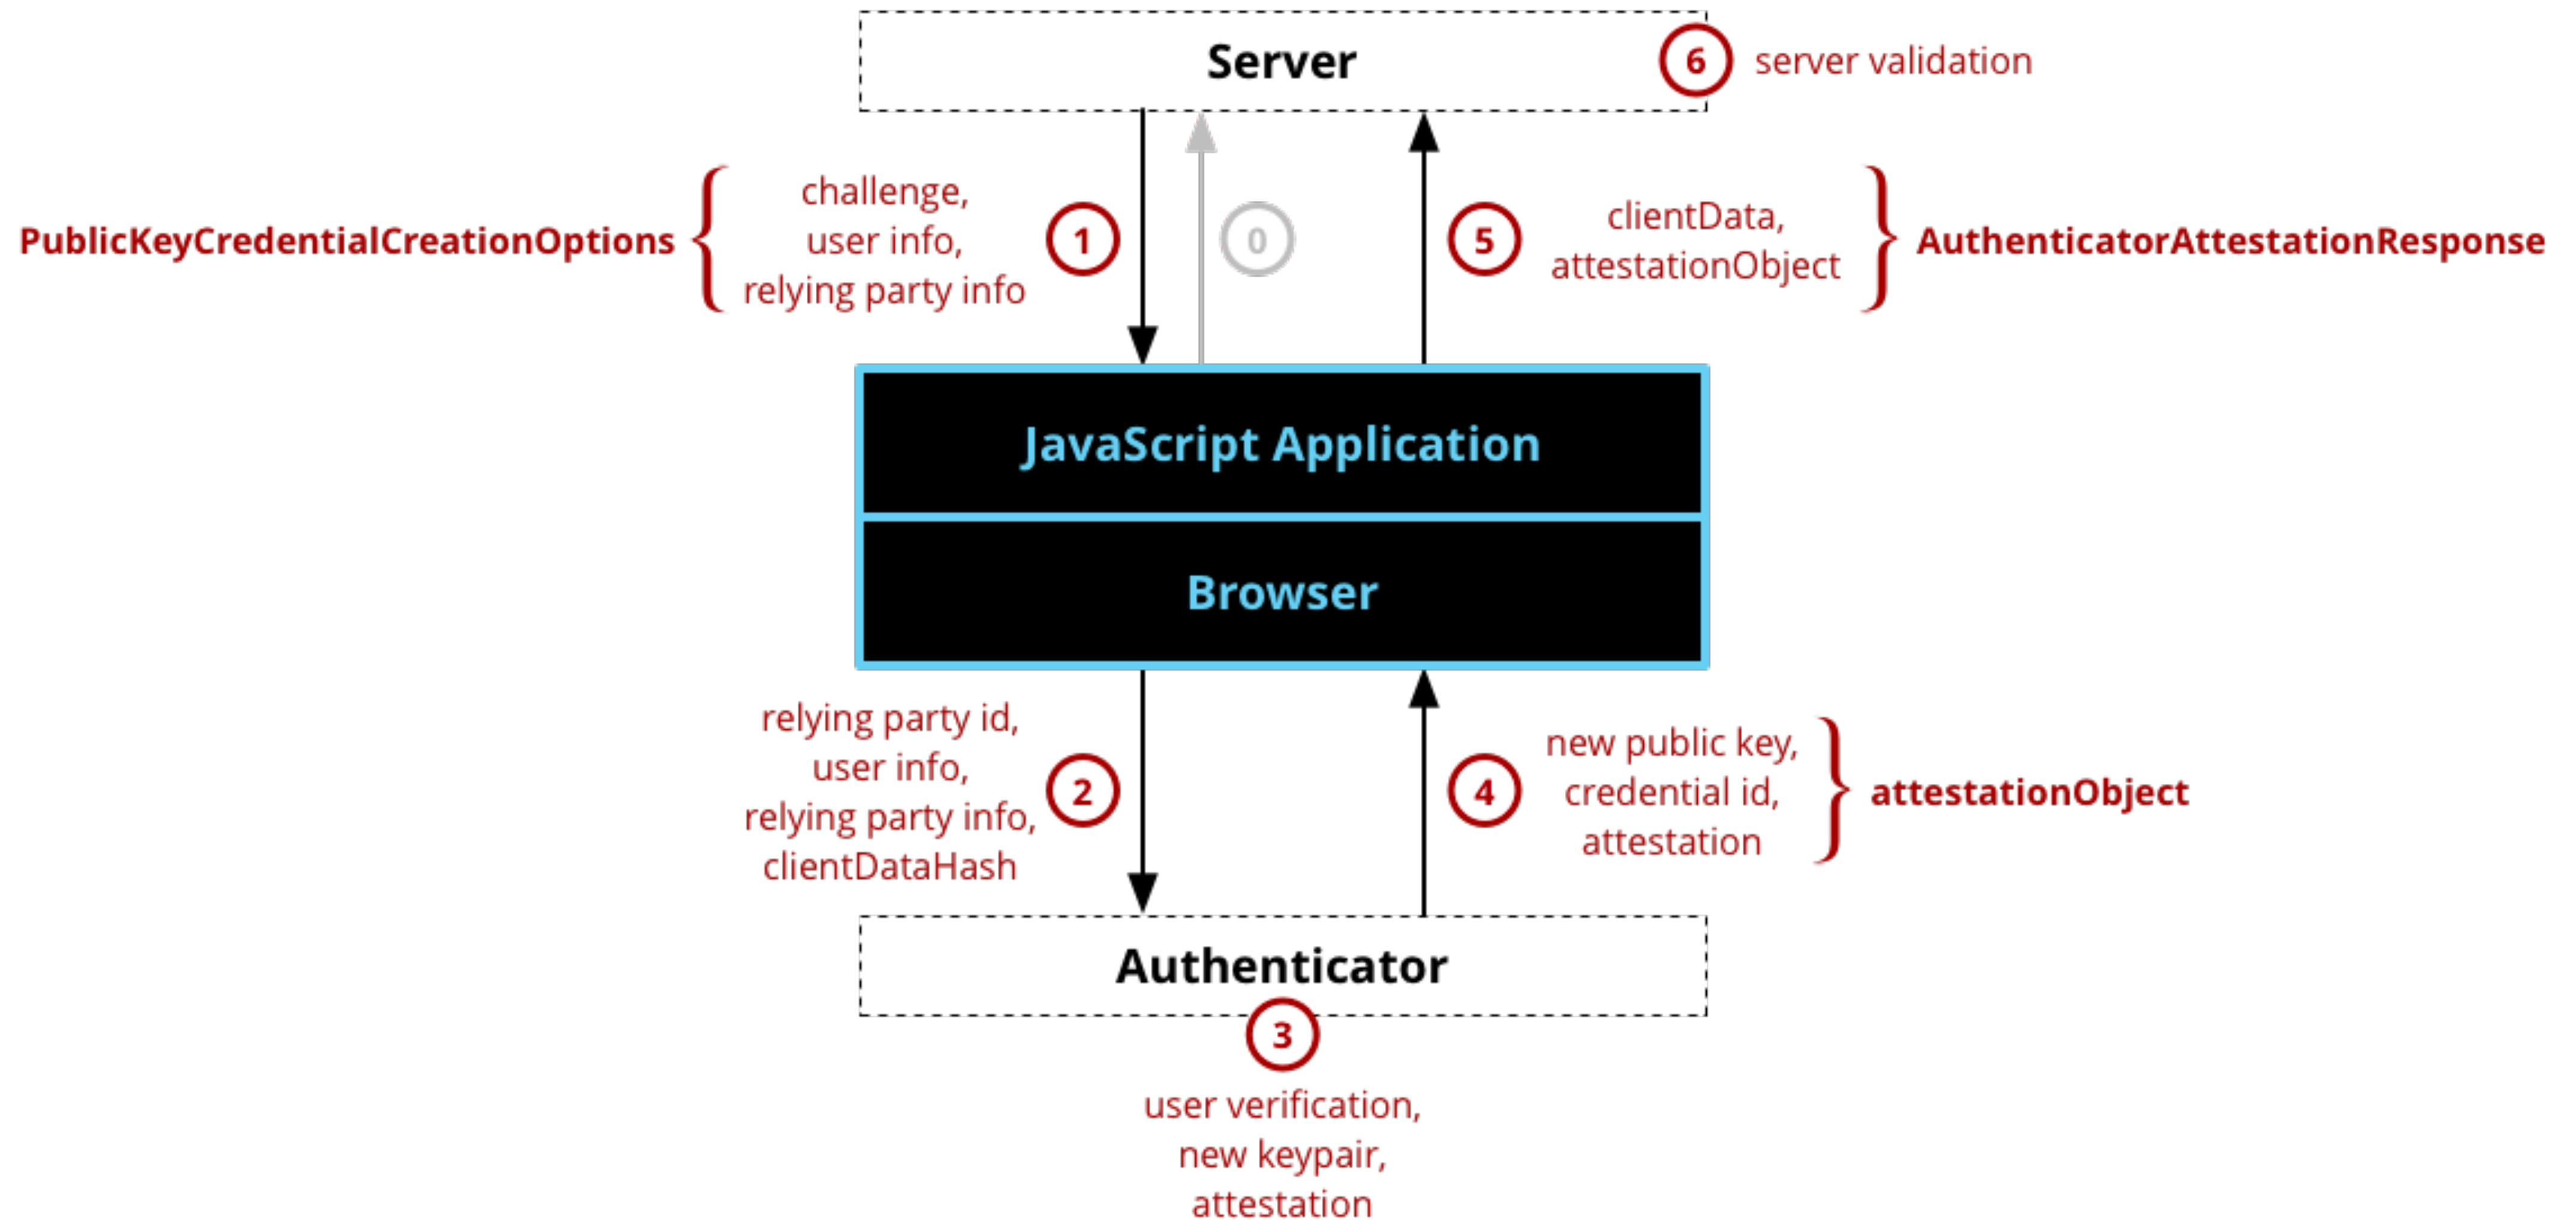 Server
6
server validation
PublicKeyCredentialCreationOptions
challenge,
user info,
relying party info
1
0
5
clientData,
attestationObject
AuthenticatorAttestationResponse
JavaScript Application
Browser
relying party id,
user info,
relying party info,
clientDataHash
2
4
new public key,
credential id,
attestation
attestationObject
Authenticator
3
user verification,
new keypair,
attestation